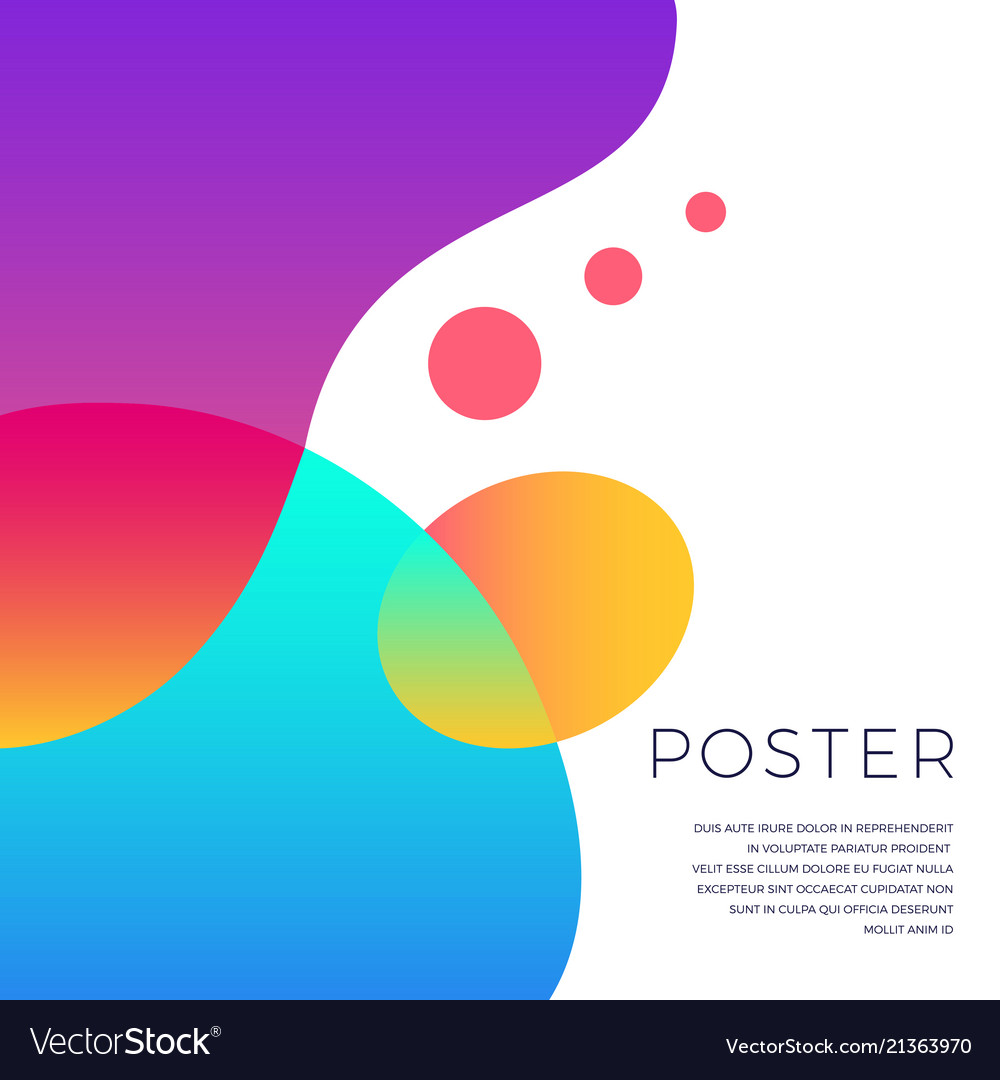 POSTER
DUIS AUTE IRURE DOLOR IN REPREHENDERIT
IN VOLUPTATE PARIATUR PROIDENT
VELIT ESSE CILLUM DOLORE EU FUGIAT NULLA
EXCEPTEUR SINT OCCAECAT CUPIDATAT NON
SUNT IN CULPA QUI OFFICIA DESERUNT
MOLLIT ANIM ID
VectorStock®
VectorStock.com/21363970